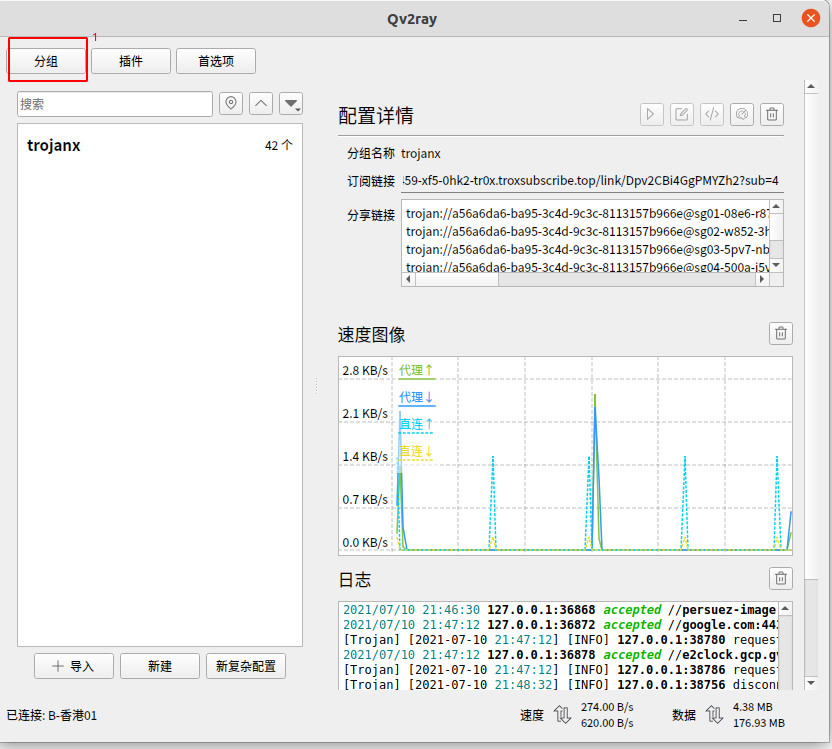 Qv2ray
1
分组 插件 首选项
搜索
trojanx 42 个
配置详情
分组名称 trojanx
订阅链接 59-xf5-0hk2-tr0x.troxsubscribe.top/link/Dpv2CBi4GgPMYZh2?sub=4
分享链接
trojan://a56a6da6-ba95-3c4d-9c3c-8113157b966e@sg01-08e6-r87
trojan://a56a6da6-ba95-3c4d-9c3c-8113157b966e@sg02-w852-3h
trojan://a56a6da6-ba95-3c4d-9c3c-8113157b966e@sg03-5pv7-nb
trojan://a56a6da6-ba95-3c4d-9c3c-8113157b966e@sg04-500a-j5v
速度图像
2.8 KB/s 代理↑
代理↓
2.1 KB/s 直连↑
1.4 KB/s 直连↓
0.7 KB/s
0.0 KB/s
日志
2021/07/10 21:46:30 127.0.0.1:36868 accepted //persuez-image
2021/07/10 21:47:12 127.0.0.1:36872 accepted //google.com:443
[Trojan] [2021-07-10 21:47:12] [INFO] 127.0.0.1:38780 reques
2021/07/10 21:47:12 127.0.0.1:36878 accepted //e2clock.gcp.gv
[Trojan] [2021-07-10 21:47:12] [INFO] 127.0.0.1:38786 reques
[Trojan] [2021-07-10 21:48:32] [INFO] 127.0.0.1:38756 disconn
导入 新建 新复杂配置
已连接: B-香港01
速度 274.00 B/s
620.00 B/s
数据 4.38 MB
176.93 MB